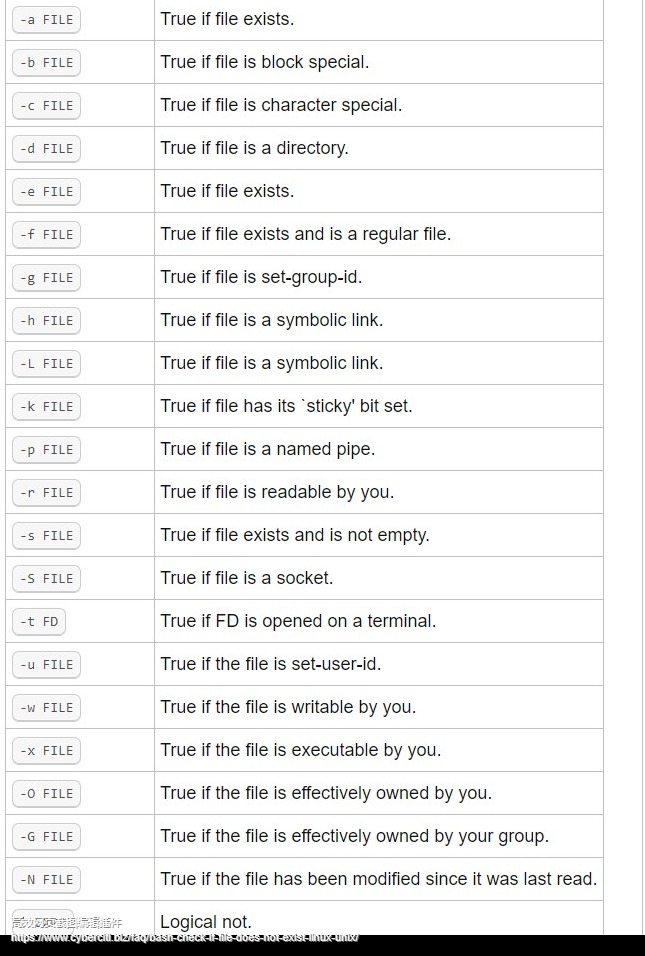 -a FILE True if file exists.
-b FILE True if file is block special.
-c FILE True if file is character special.
-d FILE True if file is a directory.
-e FILE True if file exists.
-f FILE True if file exists and is a regular file.
-g FILE True if file is set-group-id.
-h FILE True if file is a symbolic link.
-L FILE True if file is a symbolic link.
-k FILE True if file has its `sticky' bit set.
-p FILE True if file is a named pipe.
-r FILE True if file is readable by you.
-s FILE True if file exists and is not empty.
-S FILE True if file is a socket.
-t FD True if FD is opened on a terminal.
-u FILE True if the file is set-user-id.
-w FILE True if the file is writable by you.
-x FILE True if the file is executable by you.
-O FILE True if the file is effectively owned by you.
-G FILE True if the file is effectively owned by your group.
-N FILE True if the file has been modified since it was last read.
Logical not.
https://www.cyberciti.biz/faq/bash-check-if-file-does-not-exist-linux-unix/